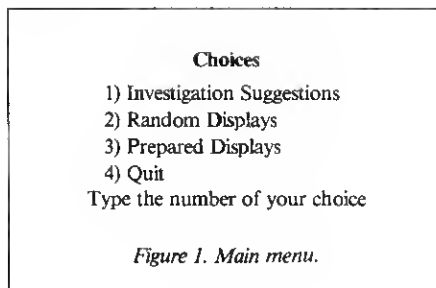 Choices
1) Investigation Suggestions
2) Random Displays
3) Prepared Displays
4) Quit
Type the number of your choice
Figure 1. Main menu.